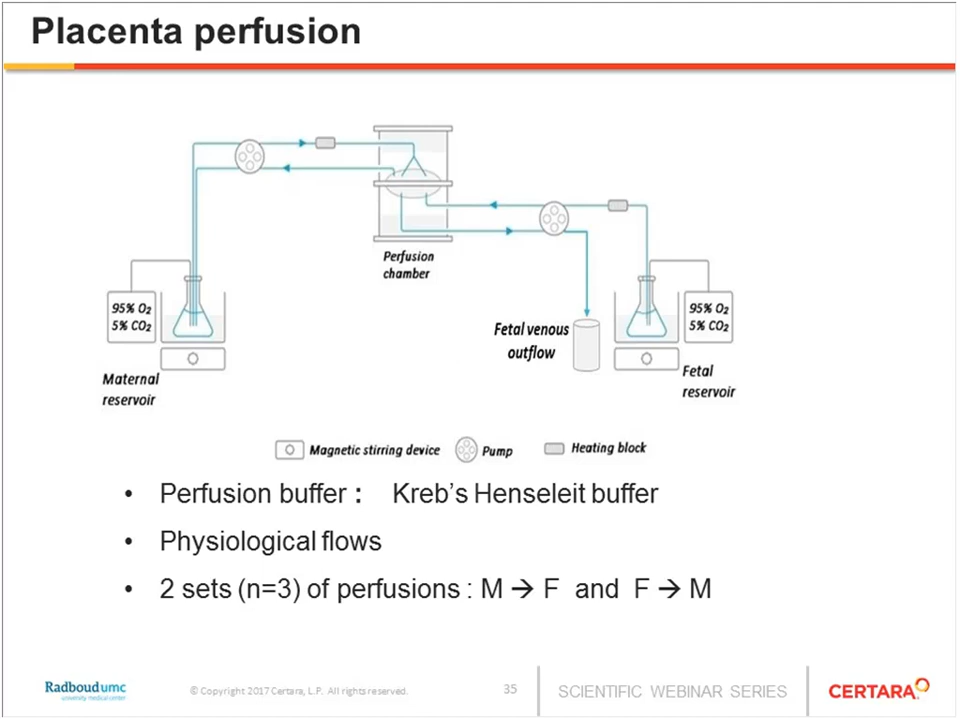 Placenta perfusion
Perfusion
chamber
95% O₂
5% CO₂
95% O₂
5% CO₂
Fetal venous
outflow
Maternal
reservoir
Fetal
reservoir
Magnetic stirring device
Pump
Heating block
• Perfusion buffer : Kreb's Henseleit buffer
• Physiological flows
• 2 sets (n=3) of perfusions : M → F and F → M
Radboudumc
university medical center
© Copyright 2017 Certara, L.P. All rights reserved.
35
SCIENTIFIC WEBINAR SERIES
CERTARA